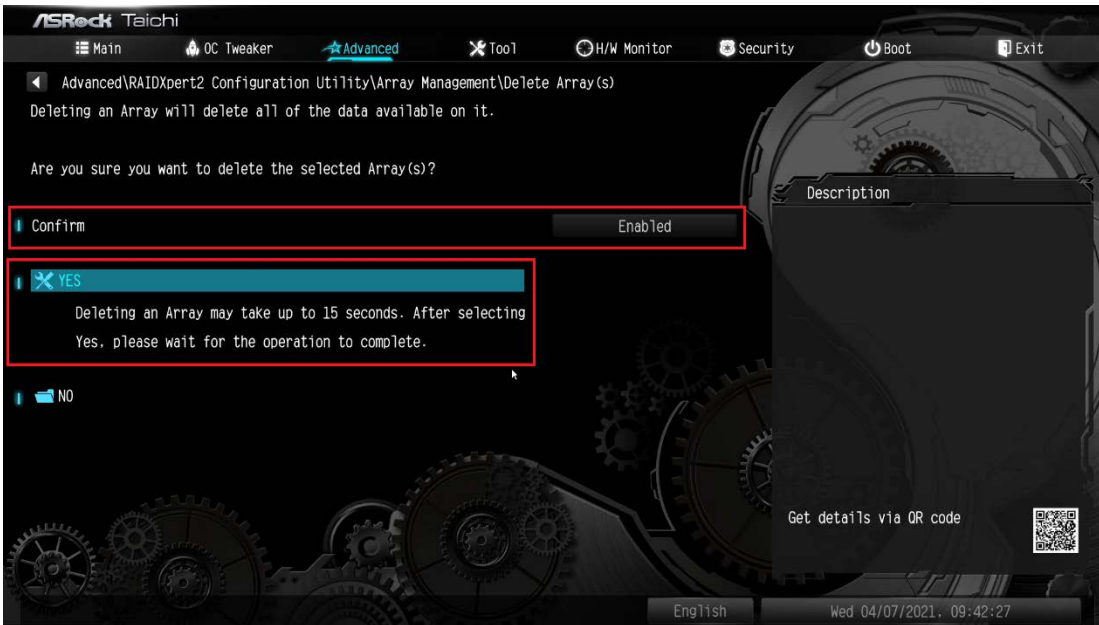 ASRock Taichi
Main OC Tweaker Advanced Tool H/W Monitor Security Boot Exit
Advanced\RAIDXpert2 Configuration Utility\Array Management\Delete Array(s)
Deleting an Array will delete all of the data available on it.
Are you sure you want to delete the selected Array(s)?
Description
Confirm Enabled
YES
Deleting an Array may take up to 15 seconds. After selecting
Yes, please wait for the operation to complete.
NO
Get details via QR code
English Wed 04/07/2021. 09:42:27